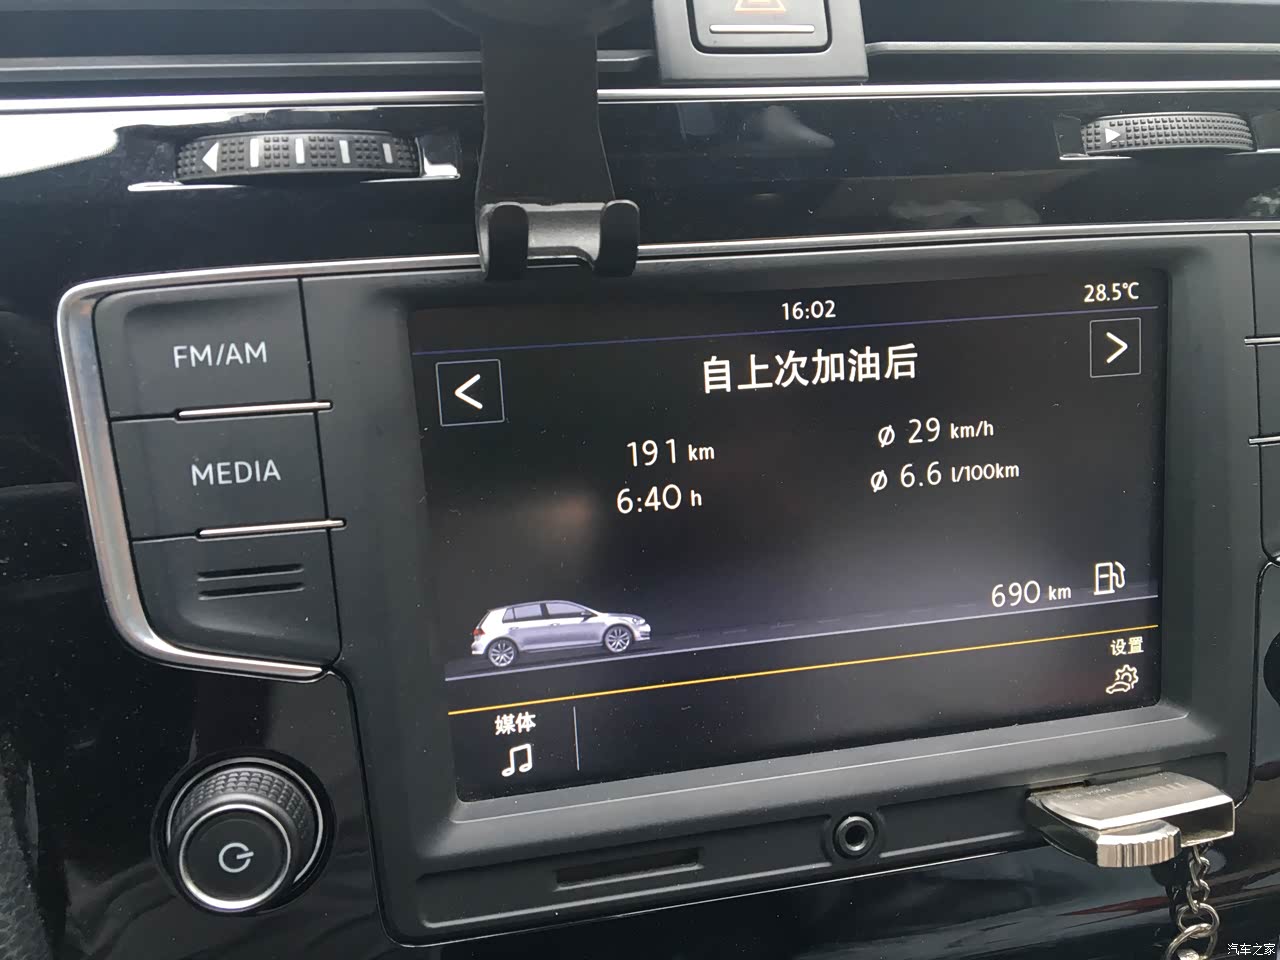 16:02
28.5℃
FM/AM
自上次加油后
191 km
ø 29 km/h
MEDIA
6:40 h
ø 6.6 l/100km
690 km
设置
媒体
汽车之家